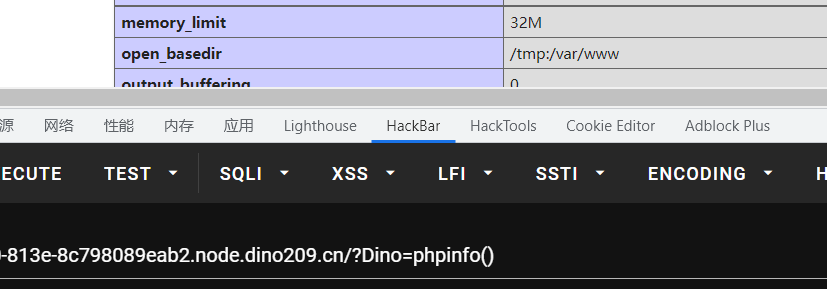 memory_limit 32M
open_basedir /tmp:/var/www
output_buffering 0
源 网络 性能 内存 应用 Lighthouse HackBar HackTools Cookie Editor Adblock Plus
ECUTE TEST SQLI XSS LFI SSTI ENCODING H
-813e-8c798089eab2.node.dino209.cn/?Dino=phpinfo()